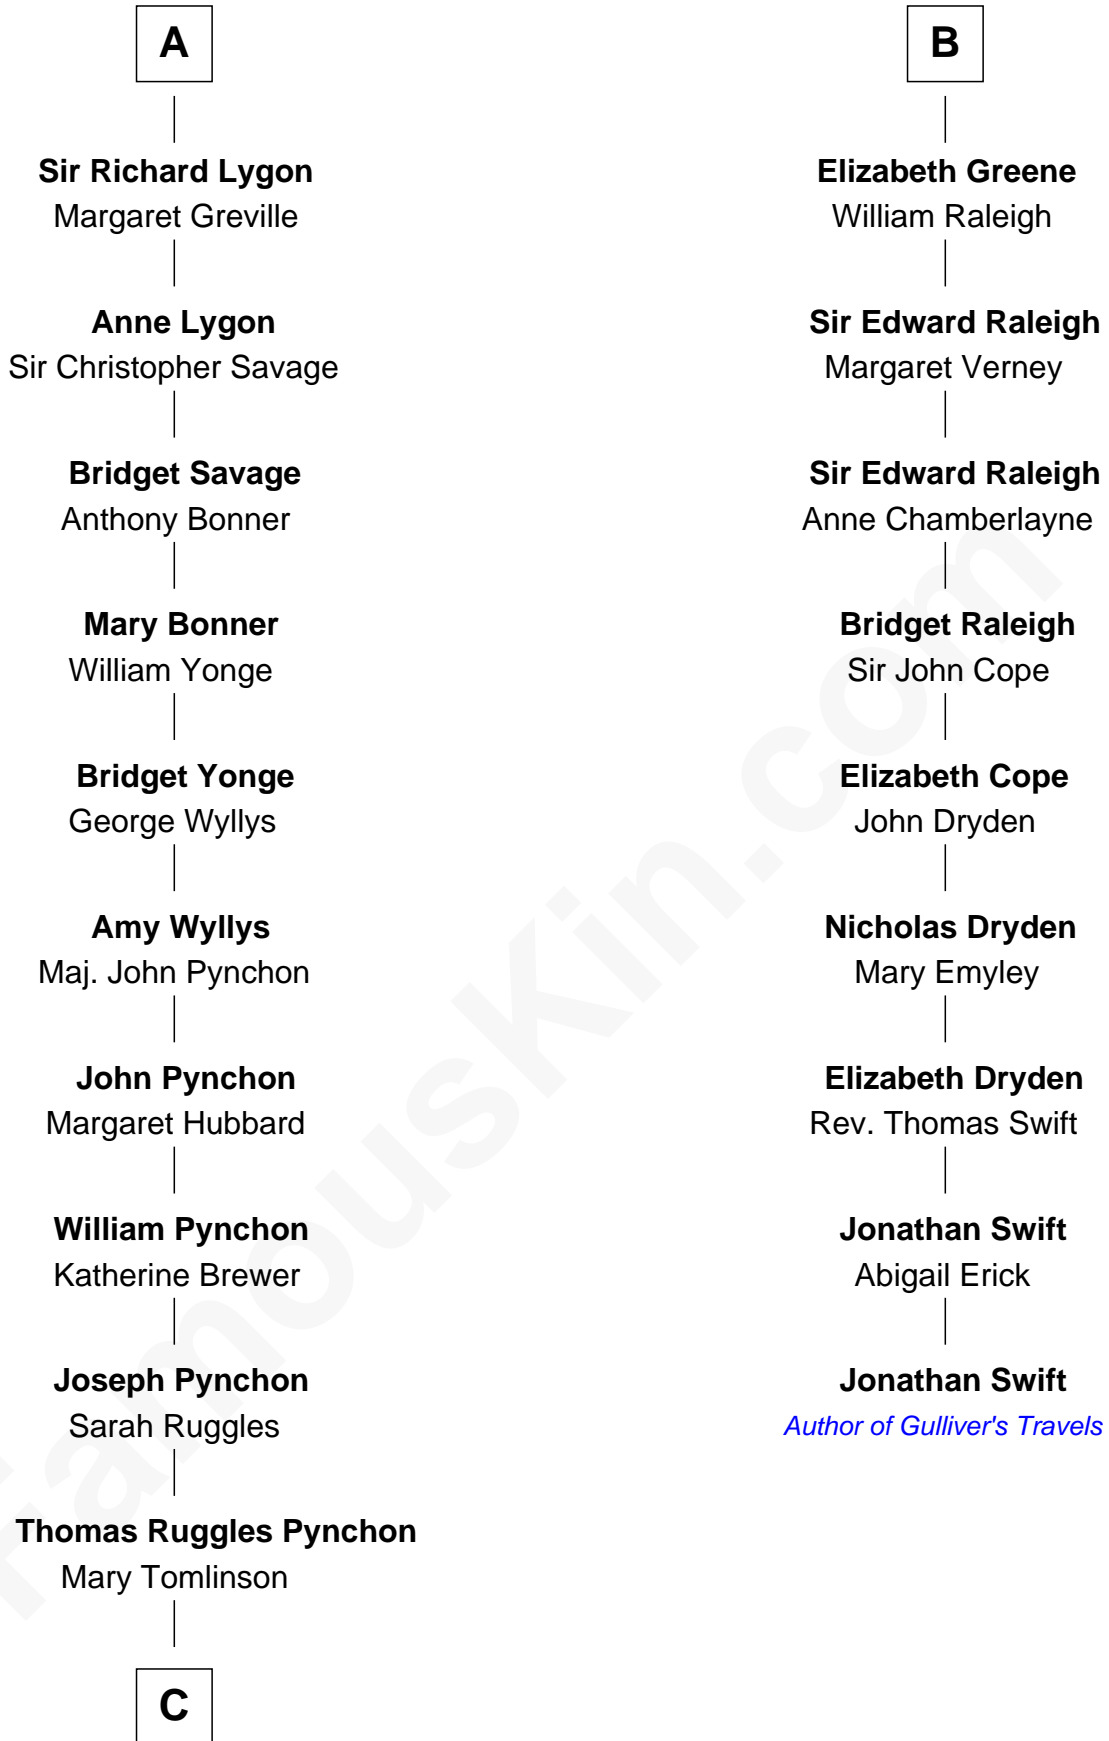 A
Sir Richard Lygon
Margaret Greville
Anne Lygon
Sir Christopher Savage
Bridget Savage
Anthony Bonner
Mary Bonner
William Yonge
Bridget Yonge
George Wyllys
Amy Wyllys
Maj. John Pynchon
John Pynchon
Margaret Hubbard
William Pynchon
Katherine Brewer
Joseph Pynchon
Sarah Ruggles
Thomas Ruggles Pynchon
Mary Tomlinson
C
B
Elizabeth Greene
William Raleigh
Sir Edward Raleigh
Margaret Verney
Sir Edward Raleigh
Anne Chamberlayne
Bridget Raleigh
Sir John Cope
Elizabeth Cope
John Dryden
Nicholas Dryden
Mary Emyley
Elizabeth Dryden
Rev. Thomas Swift
Jonathan Swift
Abigail Erick
Jonathan Swift
Author of Gulliver's Travels
FamousKin.com